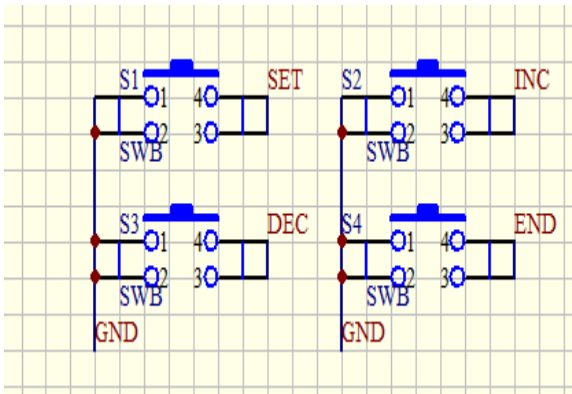 S1 SET S2 INC
1 4 1 4
2 3 2 3
SWB SWB
S3 DEC S4 END
1 4 1 4
2 3 2 3
SWB SWB
GND GND